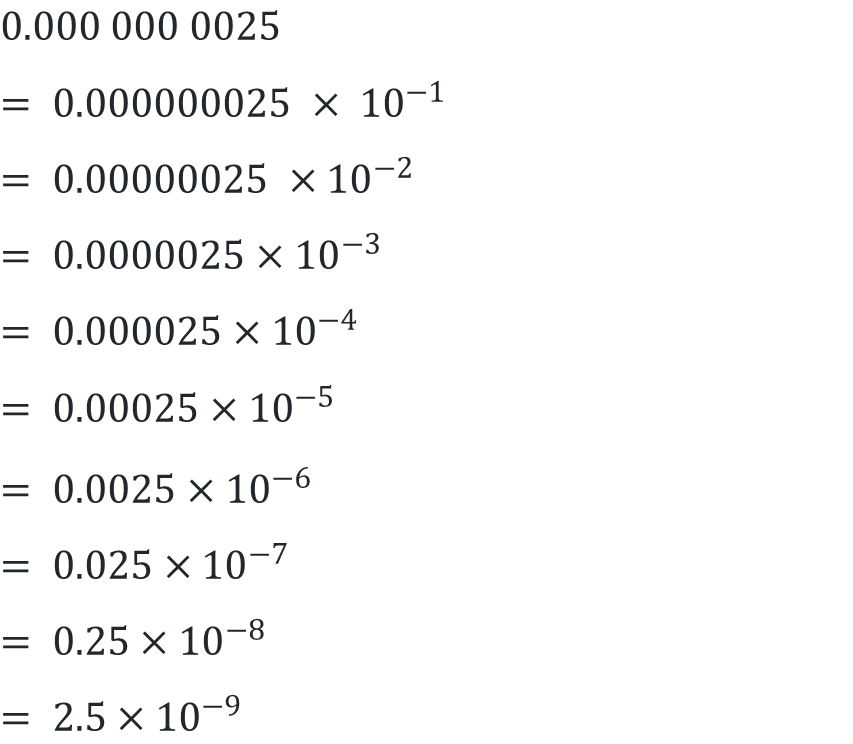 0.000 000 0025
= 0.000000025 × 10⁻¹
= 0.00000025 × 10⁻²
= 0.0000025 × 10⁻³
= 0.000025 × 10⁻⁴
= 0.00025 × 10⁻⁵
= 0.0025 × 10⁻⁶
= 0.025 × 10⁻⁷
= 0.25 × 10⁻⁸
= 2.5 × 10⁻⁹